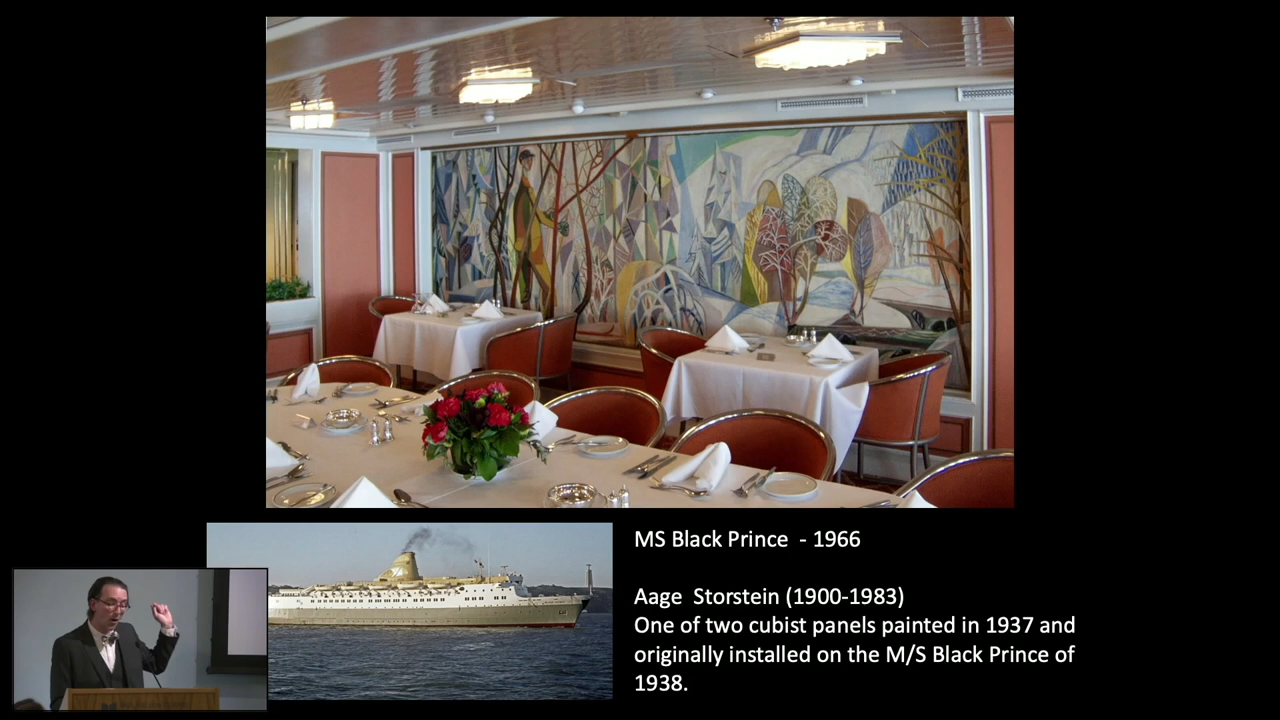 MS Black Prince  - 1966
Aage  Storstein (1900-1983)
One of two cubist panels painted in 1937 and
originally installed on the M/S Black Prince of
1938.